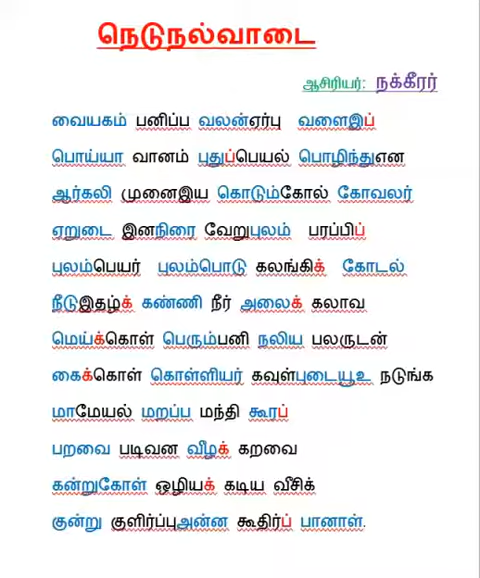 நெடுநல்வாடை
ஆசிரியர்: நக்கீரர்
வையகம் பனிப்ப வலன்ஏர்பு வளைஇப்
பொய்யா வானம் புதுப்பெயல் பொழிந்துஎன
ஆர்கலி முனைஇய கொடும்கோல் கோவலர்
ஏறுடை இனநிரை வேறுபுலம் பரப்பிப்
புலம்பெயர் புலம்பொடு கலங்கிக் கோடல்
நீடுஇதழ்க் கண்ணி நீர் அலைக் கலாவ
மெய்க்கொள் பெரும்பனி நலிய பலருடன்
கைக்கொள் கொள்ளியர் கவுள்புடையூஉ நடுங்க
மாமேயல் மறப்ப மந்தி கூரப்
பறவை படிவன வீழக் கறவை
கன்றுகோள் ஒழியக் கடிய வீசிக்
குன்று குளிர்ப்புஅன்ன கூதிர்ப் பானாள்.